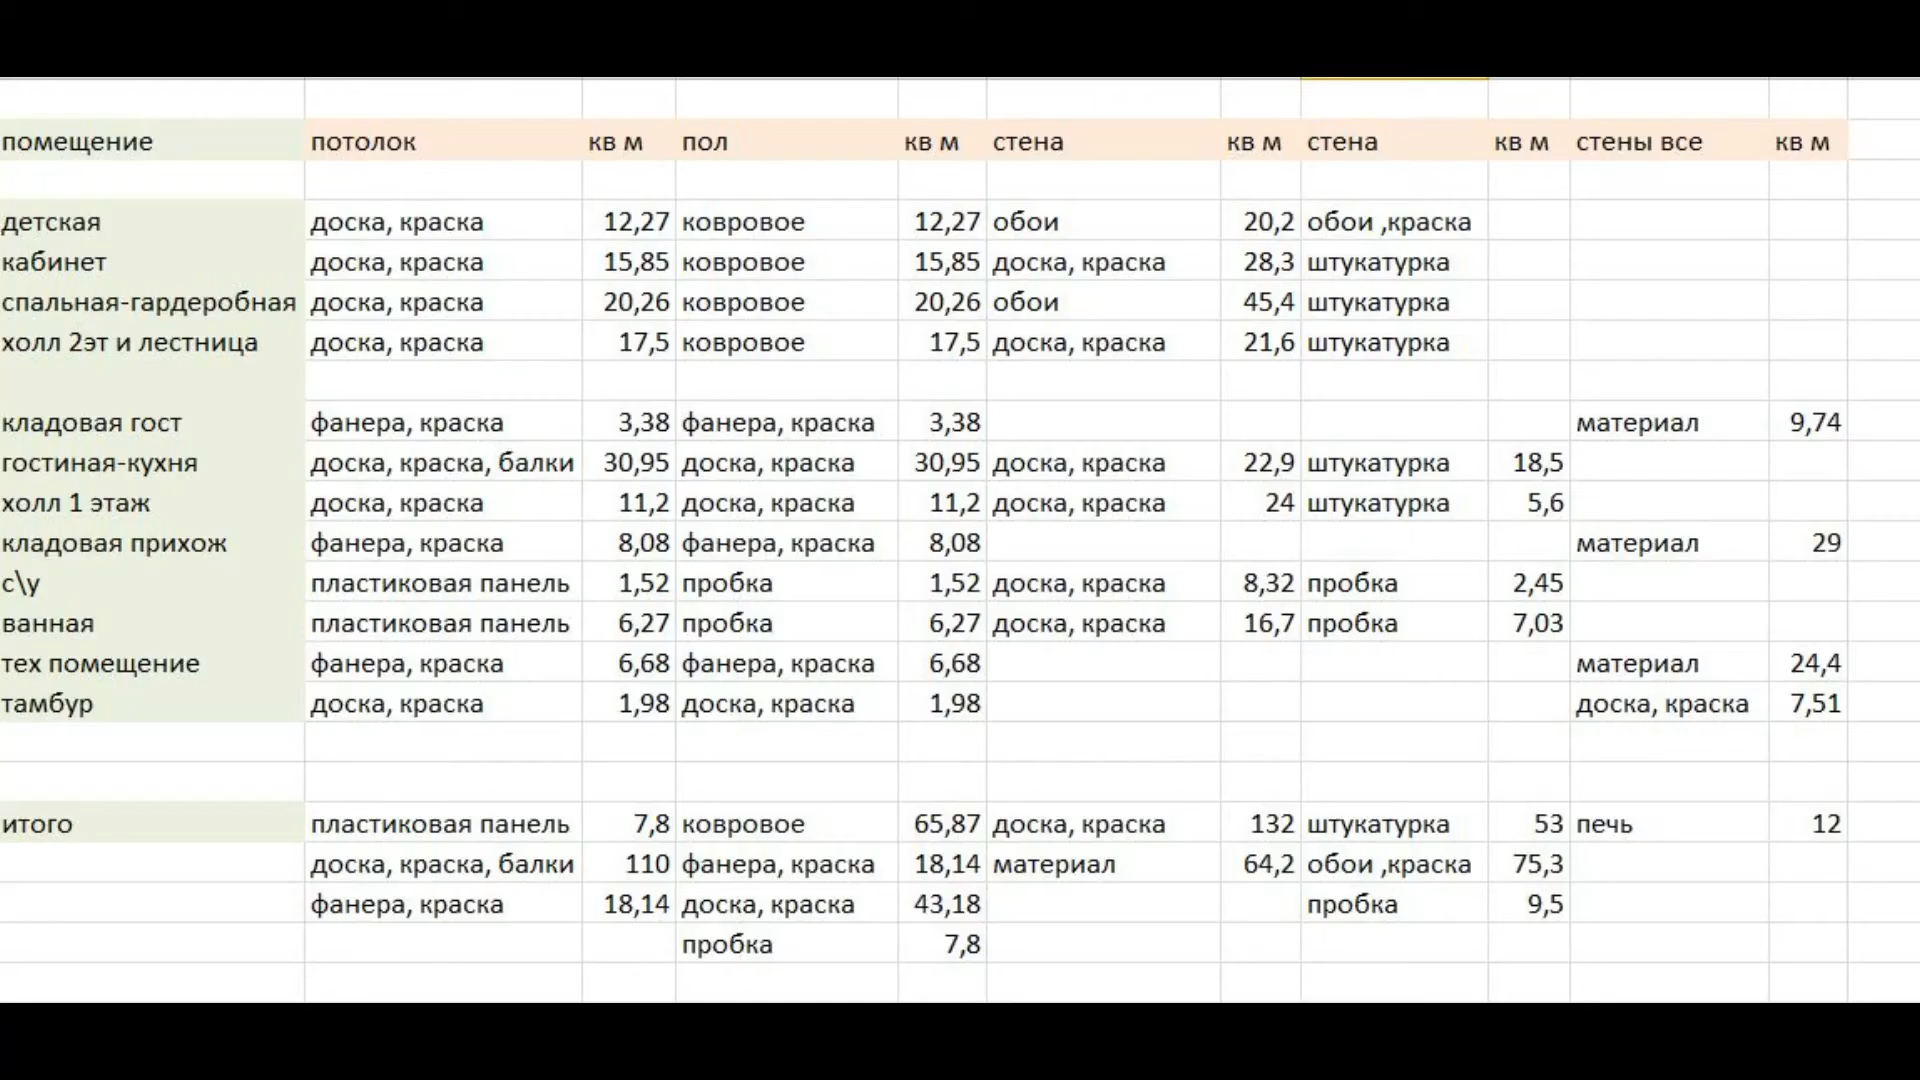 помещение потолок кв м пол кв м стена кв м стена кв м стены все кв м
детская доска, краска 12,27 ковровое 12,27 обои 20,2 обои ,краска
кабинет доска, краска 15,85 ковровое 15,85 доска, краска 28,3 штукатурка
спальная-гардеробная доска, краска 20,26 ковровое 20,26 обои 45,4 штукатурка
холл 2эт и лестница доска, краска 17,5 ковровое 17,5 доска, краска 21,6 штукатурка
кладовая гост фанера, краска 3,38 фанера, краска 3,38 материал 9,74
гостиная-кухня доска, краска, балки 30,95 доска, краска 30,95 доска, краска 22,9 штукатурка 18,5
холл 1 этаж доска, краска 11,2 доска, краска 11,2 доска, краска 24 штукатурка 5,6
кладовая прихож фанера, краска 8,08 фанера, краска 8,08 материал 29
с\у пластиковая панель 1,52 пробка 1,52 доска, краска 8,32 пробка 2,45
ванная пластиковая панель 6,27 пробка 6,27 доска, краска 16,7 пробка 7,03
тех помещение фанера, краска 6,68 фанера, краска 6,68 материал 24,4
тамбур доска, краска 1,98 доска, краска 1,98 доска, краска 7,51
итого пластиковая панель 7,8 ковровое 65,87 доска, краска 132 штукатурка 53 печь 12
доска, краска, балки 110 фанера, краска 18,14 материал 64,2 обои ,краска 75,3
фанера, краска 18,14 доска, краска 43,18 пробка 9,5
пробка 7,8